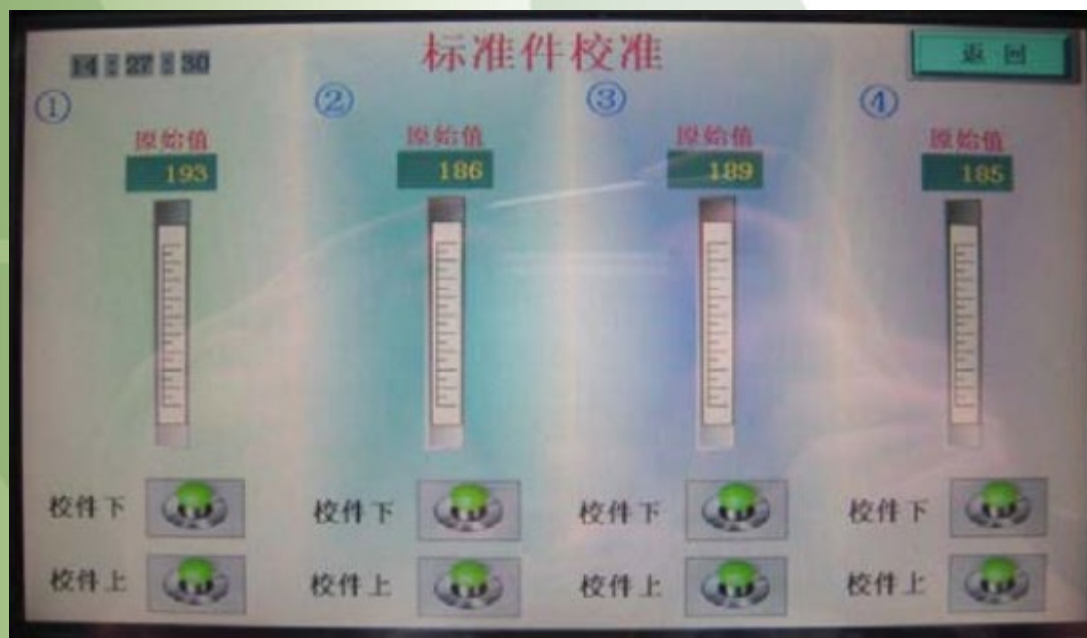 标准件校准
14:27:30
返回
① ② ③ ④
原始值 原始值 原始值 原始值
193 186 189 185
校件下 校件下 校件下 校件下
校件上 校件上 校件上 校件上